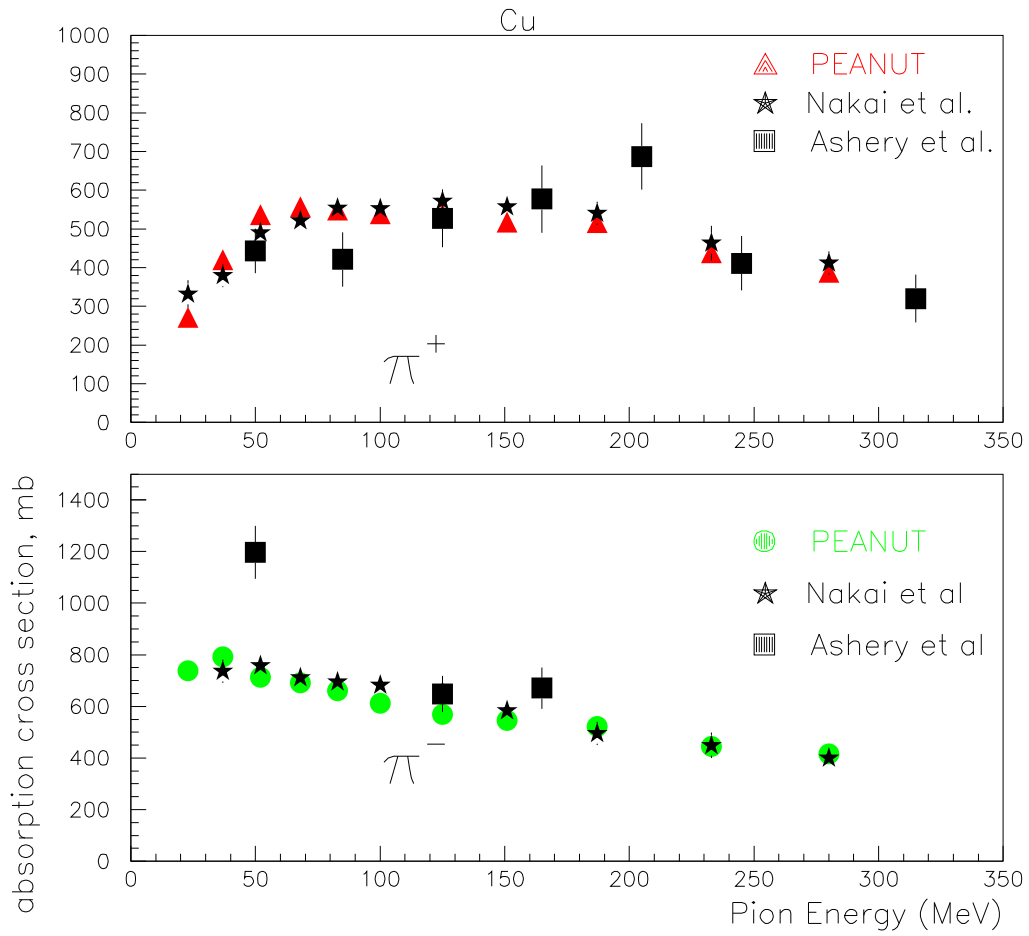 Cu
1000
900
800
700
600
500
400
300
200
100
0
PEANUT
Nakai et al.
Ashery et al.
π+
0 50 100 150 200 250 300 350
absorption cross section, mb
1400
1200
1000
800
600
400
200
0
PEANUT
Nakai et al
Ashery et al
π−
0 50 100 150 200 250 300 350
Pion Energy (MeV)